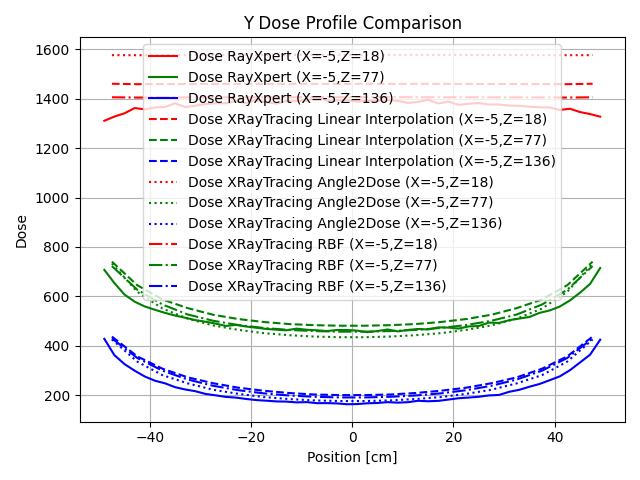 Y Dose Profile Comparison
1600
1400
1200
1000
800
600
400
200
Dose
Dose RayXpert (X=-5,Z=18)
Dose RayXpert (X=-5,Z=77)
Dose RayXpert (X=-5,Z=136)
Dose XRayTracing Linear Interpolation (X=-5,Z=18)
Dose XRayTracing Linear Interpolation (X=-5,Z=77)
Dose XRayTracing Linear Interpolation (X=-5,Z=136)
Dose XRayTracing Angle2Dose (X=-5,Z=18)
Dose XRayTracing Angle2Dose (X=-5,Z=77)
Dose XRayTracing Angle2Dose (X=-5,Z=136)
Dose XRayTracing RBF (X=-5,Z=18)
Dose XRayTracing RBF (X=-5,Z=77)
Dose XRayTracing RBF (X=-5,Z=136)
−40 −20 0 20 40
Position [cm]